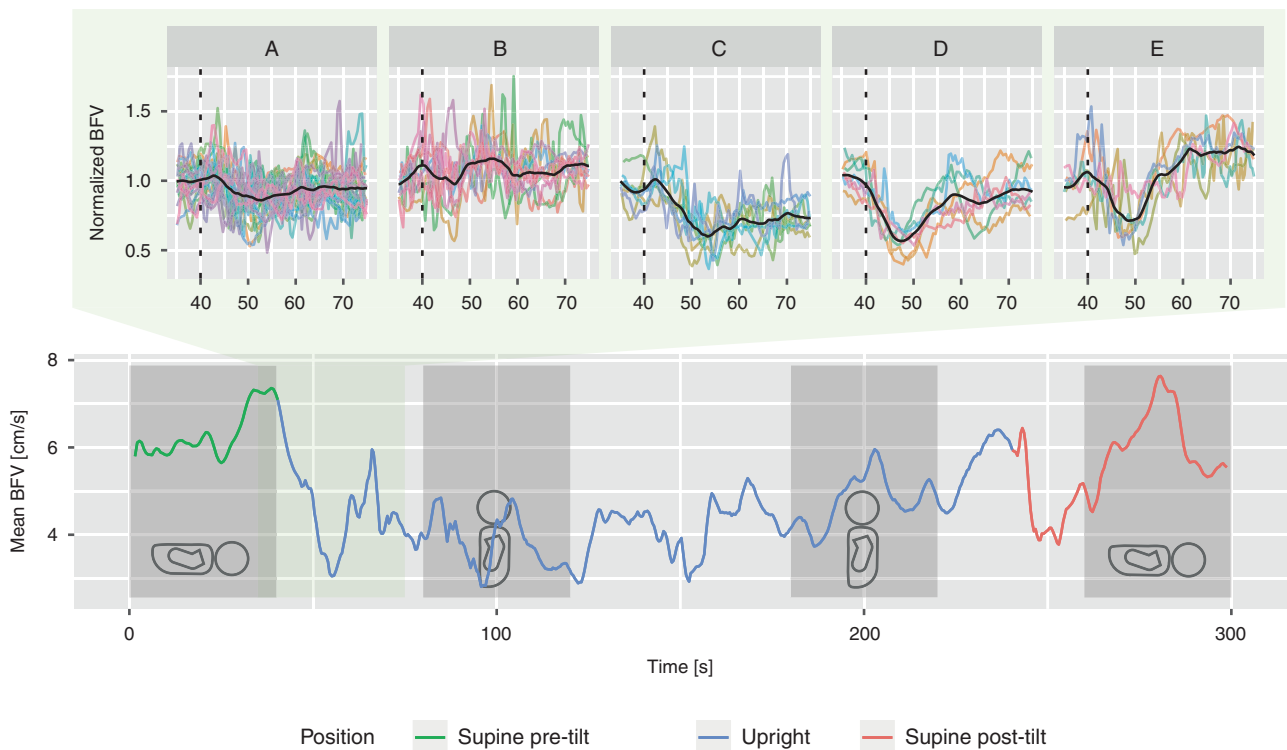 A B C D E
Normalized BFV
1.5
1.0
0.5
40 50 60 70 40 50 60 70 40 50 60 70 40 50 60 70 40 50 60 70
Mean BFV [cm/s]
8
6
4
0 100 200 300
Time [s]
Position Supine pre-tilt Upright Supine post-tilt